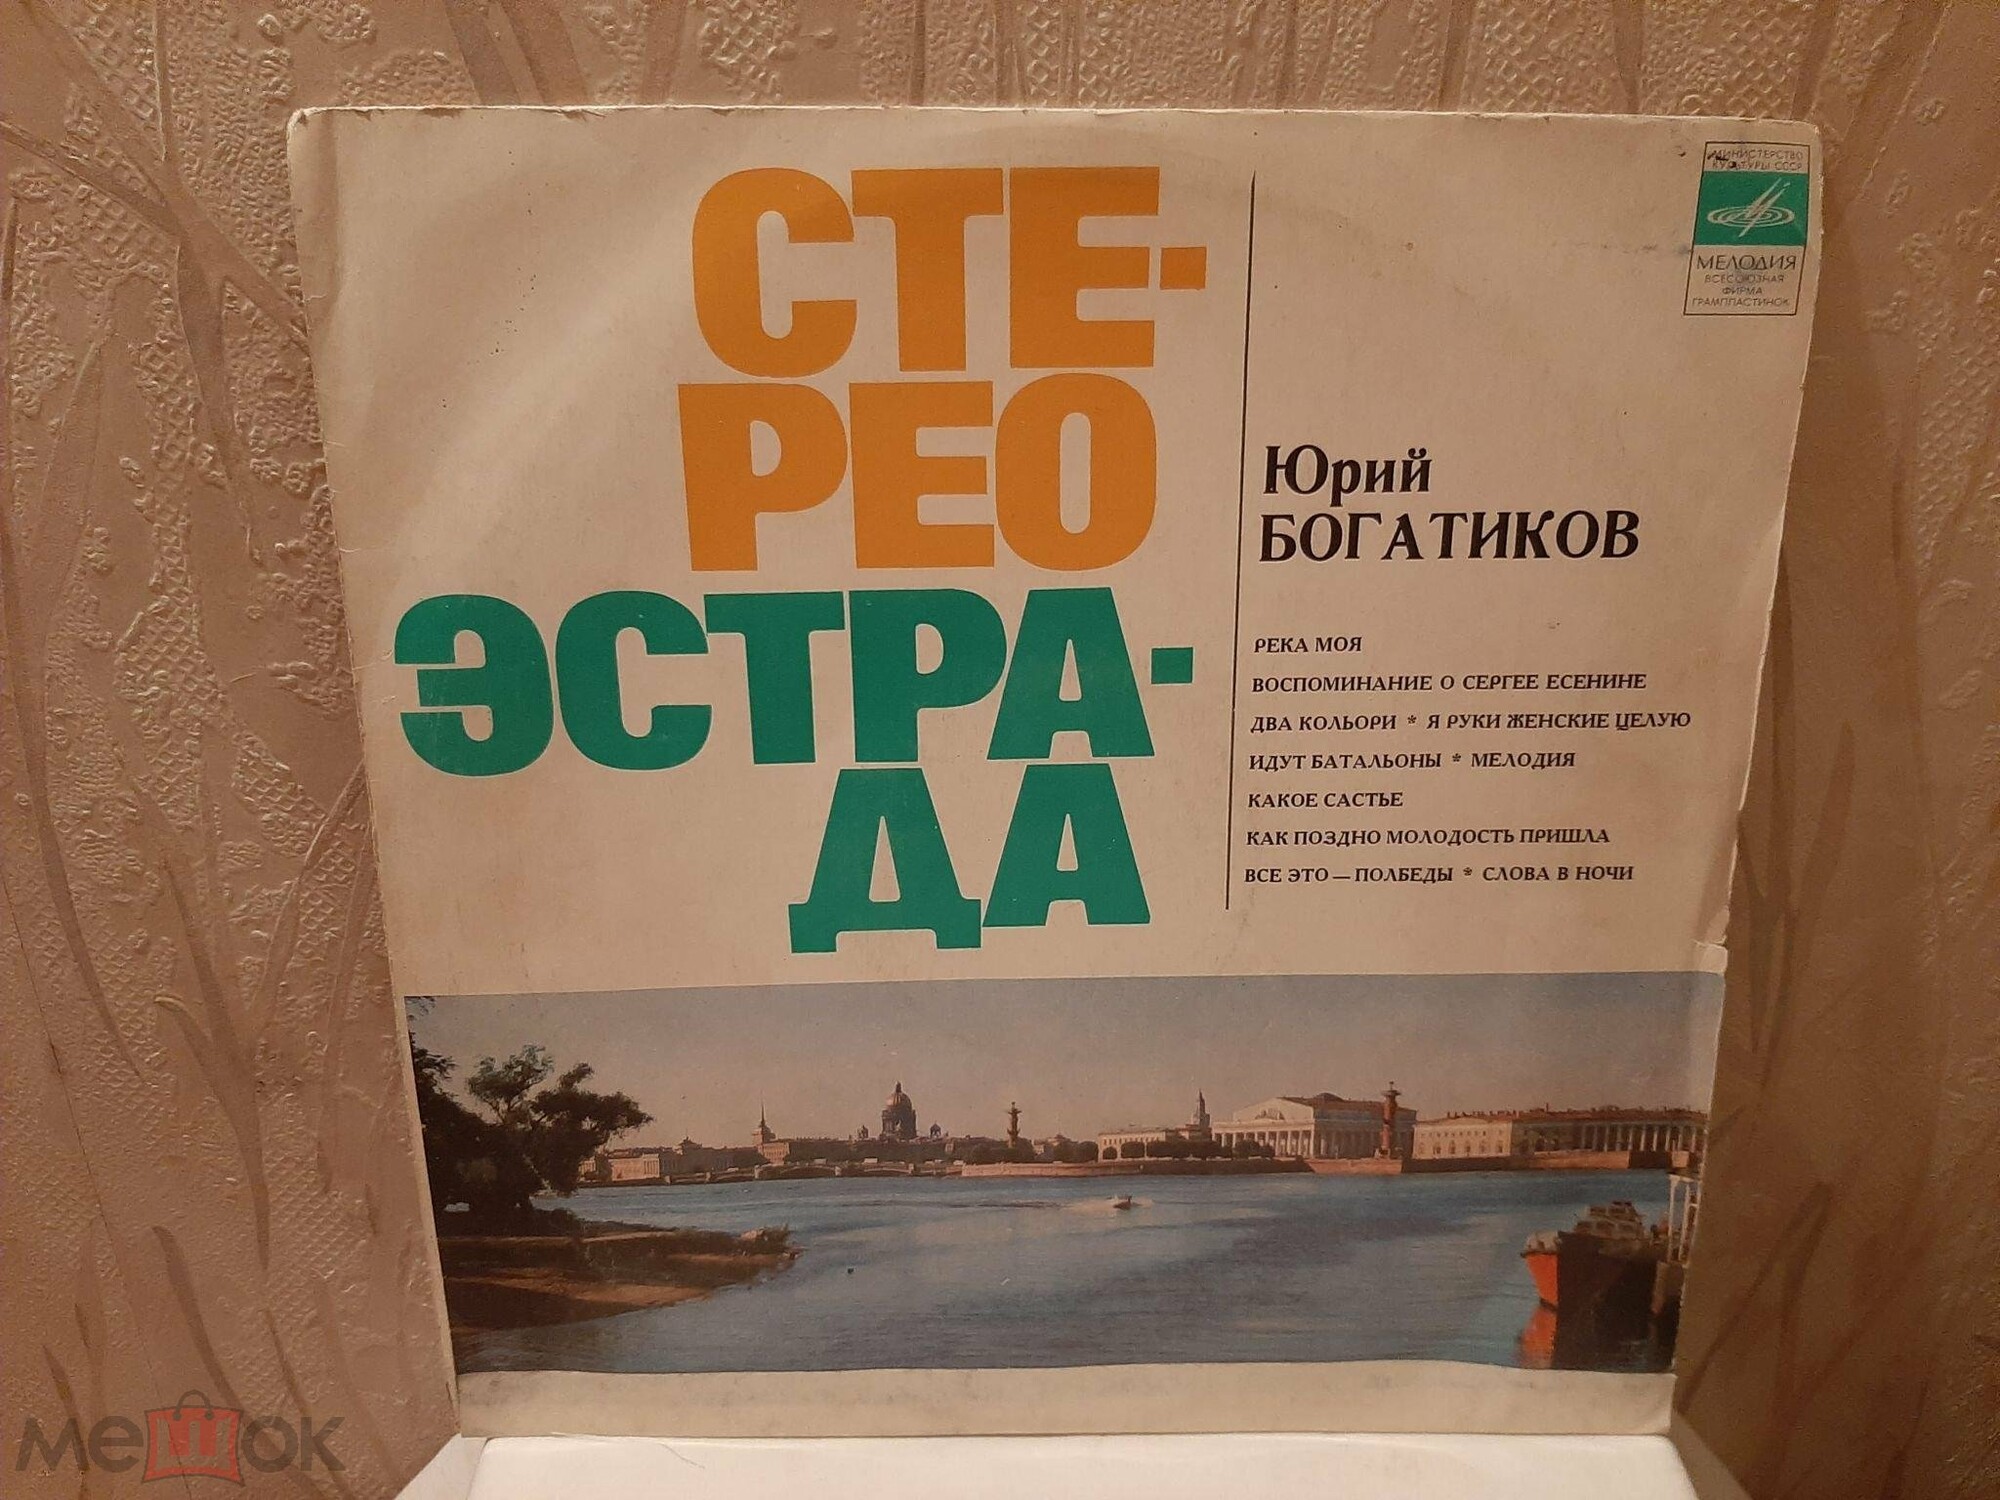 СТЕ-
РЕО
ЭСТРА-
ДА
МИНИСТЕРСТВО
КУЛЬТУРЫ СССР
МЕЛОДИЯ
ВСЕСОЮЗНАЯ
ФИРМА
ГРАМПЛАСТИНОК
Юрий
БОГАТИКОВ
РЕКА МОЯ
ВОСПОМИНАНИЕ О СЕРГЕЕ ЕСЕНИНЕ
ДВА КОЛЬОРИ * Я РУКИ ЖЕНСКИЕ ЦЕЛУЮ
ИДУТ БАТАЛЬОНЫ * МЕЛОДИЯ
КАКОЕ САСТЬЕ
КАК ПОЗДНО МОЛОДОСТЬ ПРИШЛА
ВСЕ ЭТО — ПОЛБЕДЫ * СЛОВА В НОЧИ
мешок